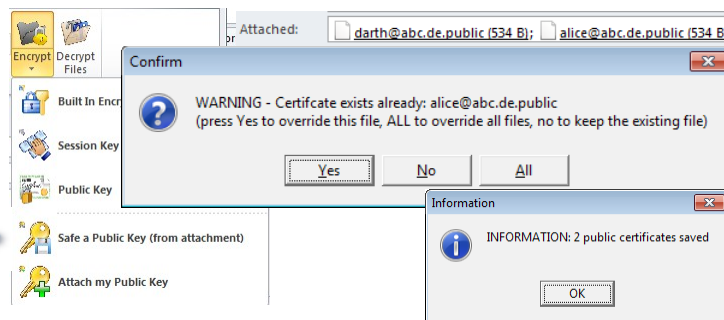 Encrypt
Decrypt
Files
Built In Encr
Session Key
Public Key
Safe a Public Key (from attachment)
Attach my Public Key
Attached:
darth@abc.de.public (534 B); alice@abc.de.public (534 B)
Confirm
WARNING - Certifcate exists already: alice@abc.de.public
(press Yes to override this file, ALL to override all files, no to keep the existing file)
Yes
No
All
Information
INFORMATION: 2 public certificates saved
OK